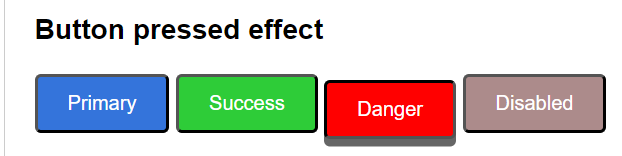 Button pressed effect
Primary Success Danger Disabled